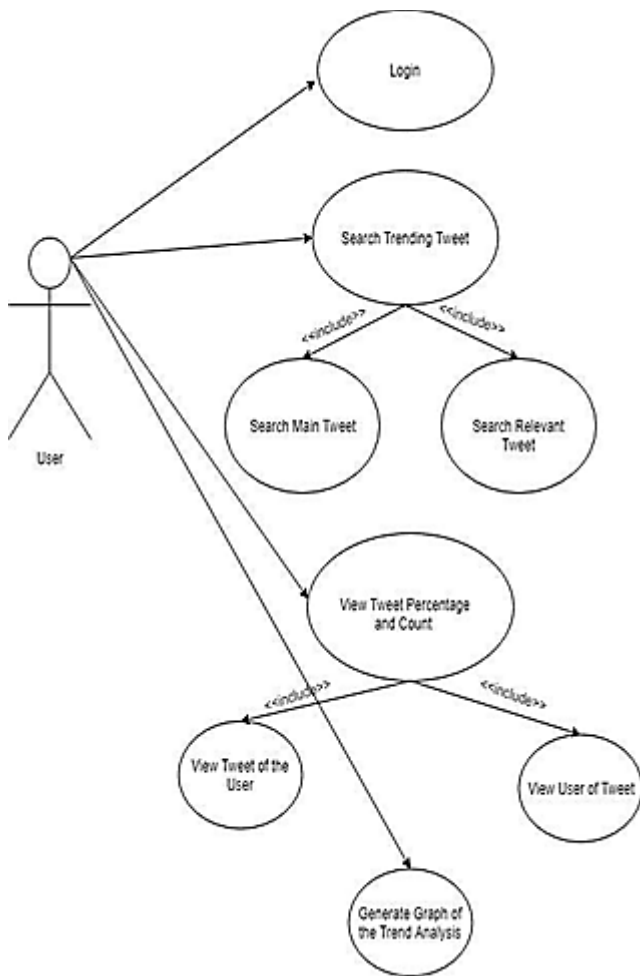 Login
Search Trending Tweet
<<include>>
<<include>>
Search Main Tweet
Search Relevant
Tweet
User
View Tweet Percentage
and Count
<<include>>
<<include>>
View Tweet of the
User
View User of Tweet
Generate Graph of
the Trend Analysis